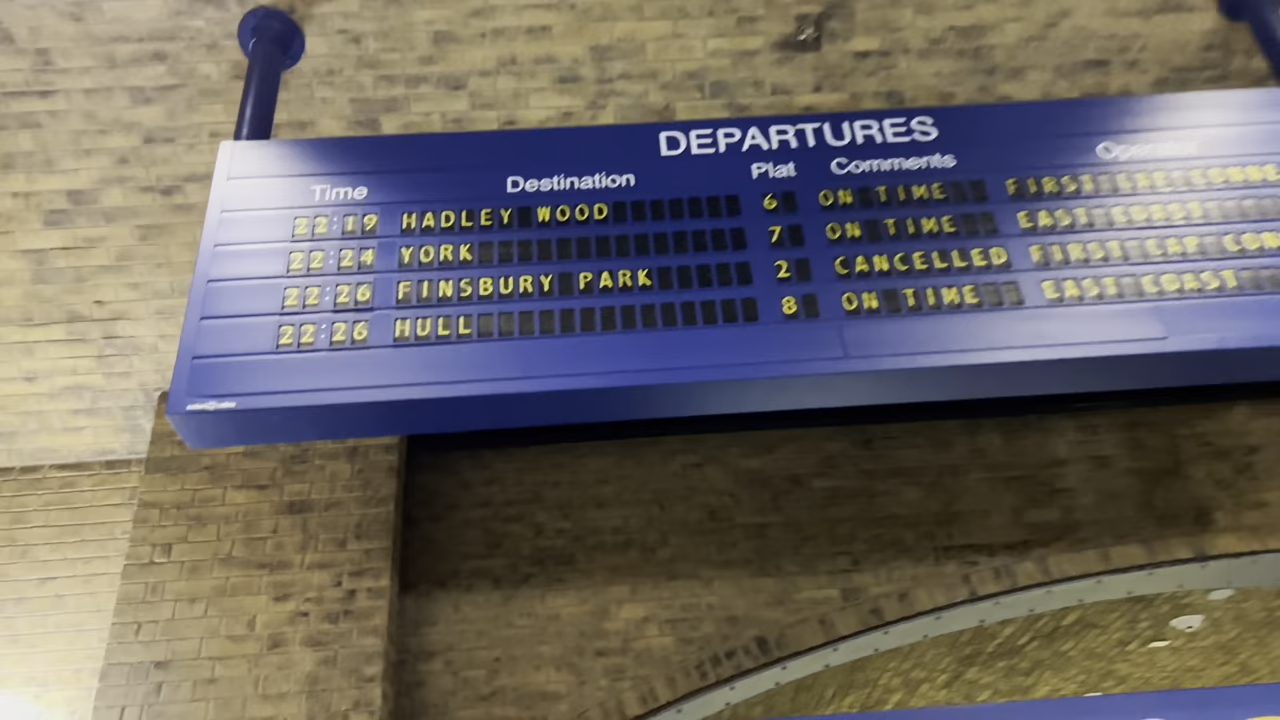 DEPARTURES
Time Destination Plat Comments Operator
22:19 HADLEY WOOD 6 ON TIME FIRST
22:24 YORK 7 ON TIME EAST COAST
22:26 FINSBURY PARK 2 CANCELLED FIRST CAP CON
22:26 HULL 8 ON TIME EAST COAST